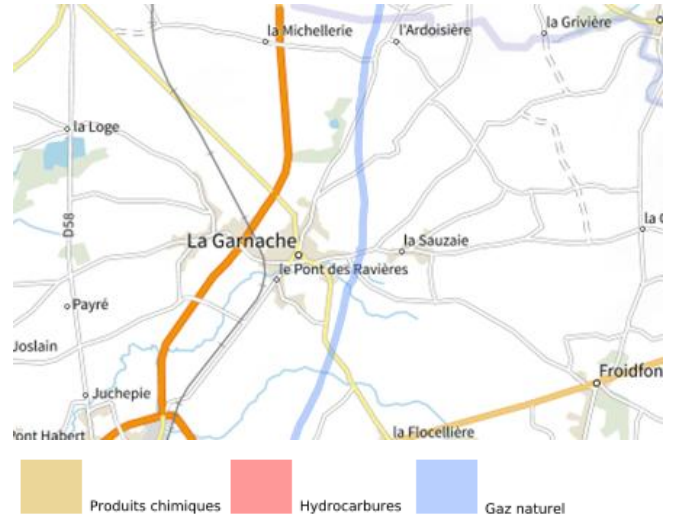 la Michellerie
l'Ardoisière
la Grivière
la Loge
D58
La Garnache
la Sauzaie
le Pont des Ravières
Payré
Joslain
Juchepie
Froidfon
Pont Habert
la Flocellière
Produits chimiques
Hydrocarbures
Gaz naturel